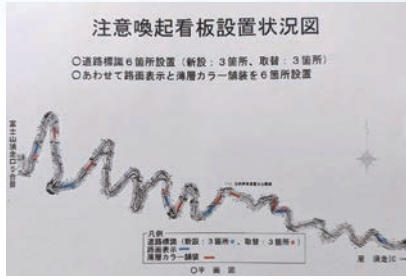 注意喚起看板設置状況図
○道路標識6箇所設置（新設：3箇所、取替：3箇所）
○あわせて路面表示と薄層カラー舗装を6箇所設置
富士山須走口5合目
凡例
道路標識（新設：3箇所●、取替：3箇所●）
路面表示
薄層カラー舗装
至 須走IC
○平面図